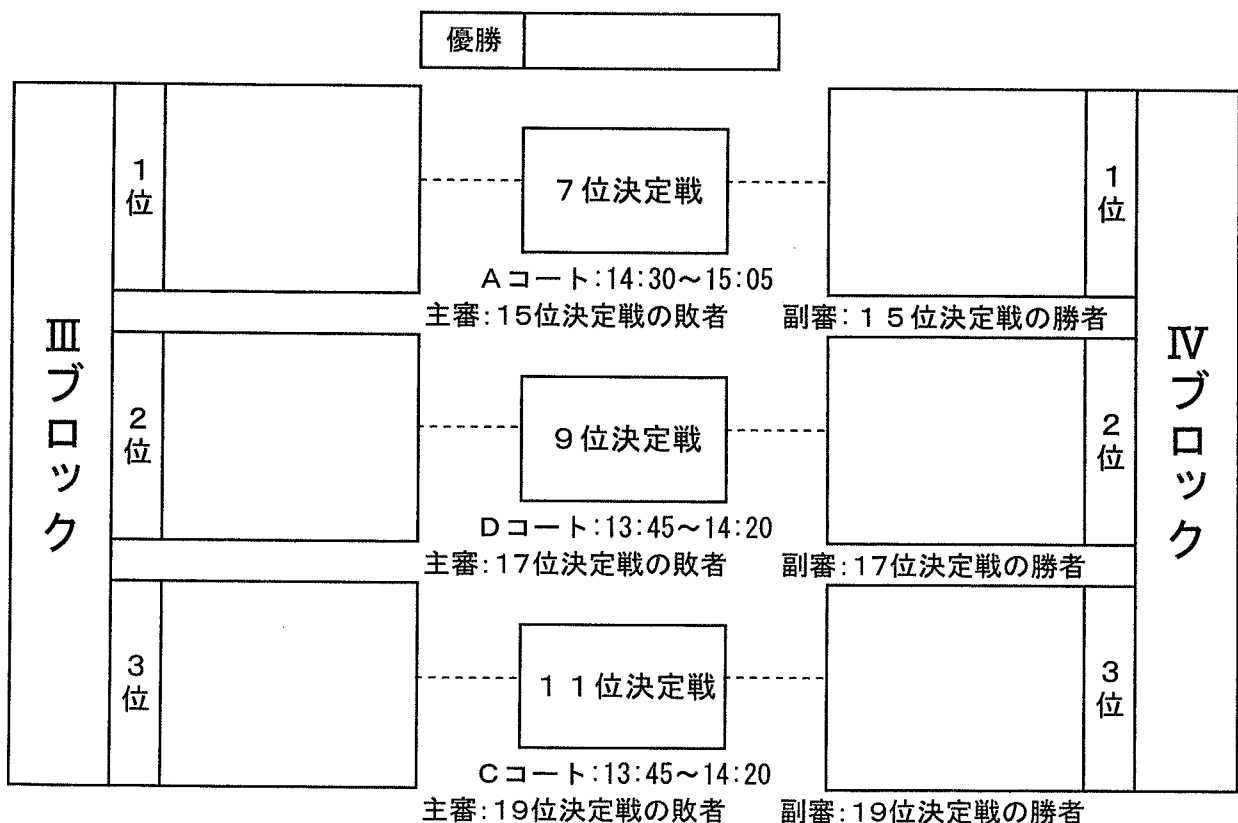 優勝
Ⅲブロック
1位
7位決定戦
1位
Ⅳブロック
Aコート:14:30~15:05
主審:15位決定戦の敗者 副審:15位決定戦の勝者
2位
9位決定戦
2位
Dコート:13:45~14:20
主審:17位決定戦の敗者 副審:17位決定戦の勝者
3位
11位決定戦
3位
Cコート:13:45~14:20
主審:19位決定戦の敗者 副審:19位決定戦の勝者